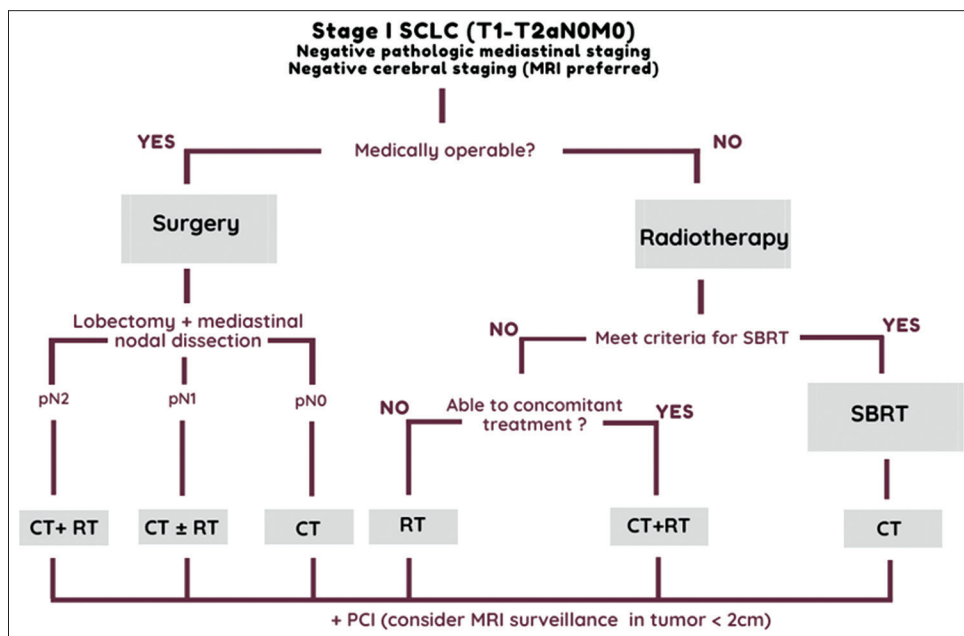 Stage I SCLC (T1-T2aN0M0)
Negative pathologic mediastinal staging
Negative cerebral staging (MRI preferred)
YES
Medically operable?
NO
Surgery
Radiotherapy
Lobectomy + mediastinal
nodal dissection
NO
Meet criteria for SBRT
YES
pN2
pN1
pN0
NO
Able to concomitant
treatment ?
YES
SBRT
CT+ RT
CT ± RT
CT
RT
CT+RT
CT
+ PCI (consider MRI surveillance in tumor < 2cm)